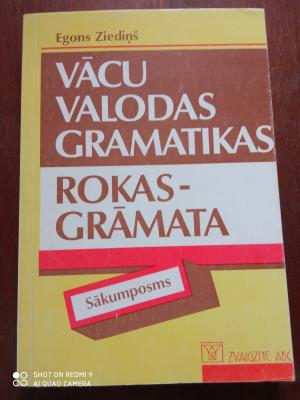 Egons Ziediņš
VĀCU
VALODAS
GRAMATIKAS
ROKAS-
GRĀMATA
Sākumposms
ZVAIGZNE ABC
SHOT ON REDMI 9
AI QUAD CAMERA